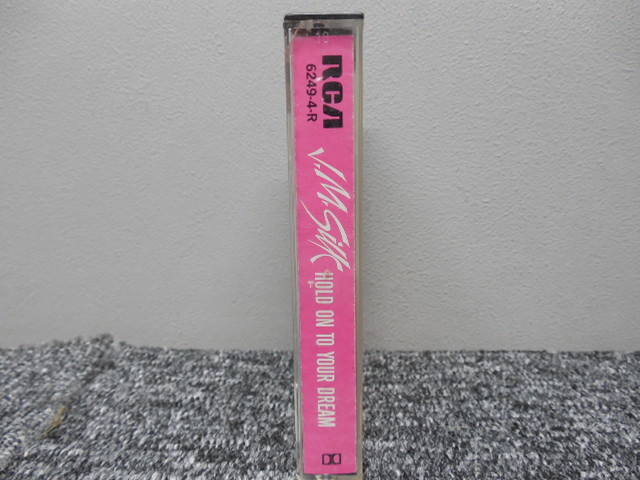 RCA
6249-4-R
J.M. Silk
HOLD ON TO YOUR DREAM